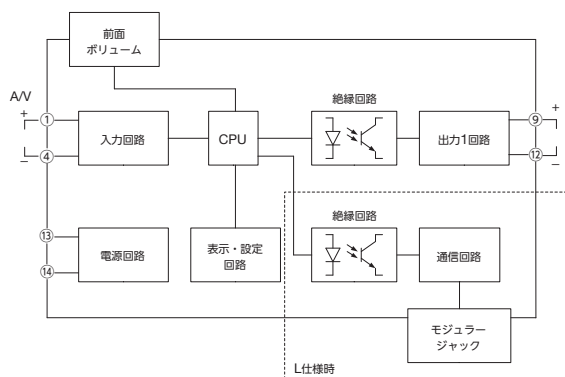 前面
ボリューム
A/V
+
①
④
−
入力回路
CPU
絶縁回路
出力1回路
⑨
+
⑫
−
⑬
⑭
電源回路
表示・設定
回路
絶縁回路
通信回路
モジュラー
ジャック
L仕様時